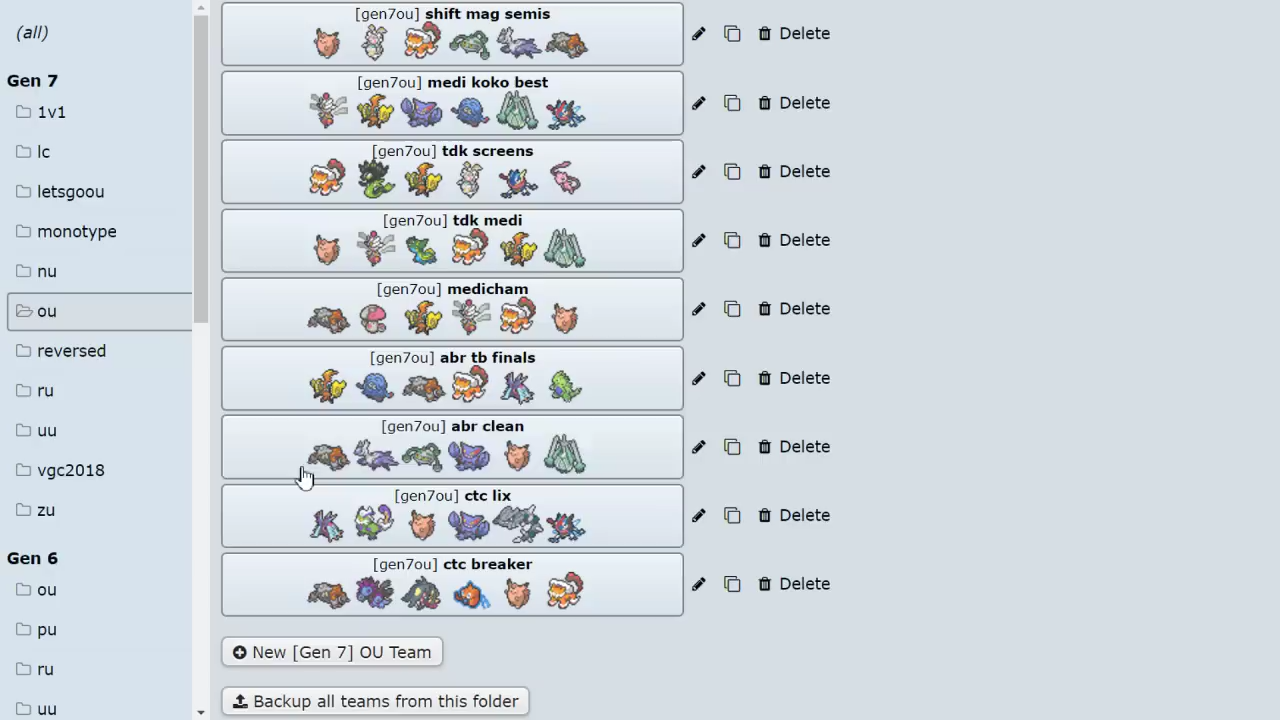 (all)
Gen 7
1v1
lc
letsgoou
monotype
nu
ou
reversed
ru
uu
vgc2018
zu
Gen 6
ou
pu
ru
uu
[gen7ou] shift mag semis
Delete
[gen7ou] medi koko best
Delete
[gen7ou] tdk screens
Delete
[gen7ou] tdk medi
Delete
[gen7ou] medicham
Delete
[gen7ou] abr tb finals
Delete
[gen7ou] abr clean
Delete
[gen7ou] ctc lix
Delete
[gen7ou] ctc breaker
Delete
New [Gen 7] OU Team
Backup all teams from this folder